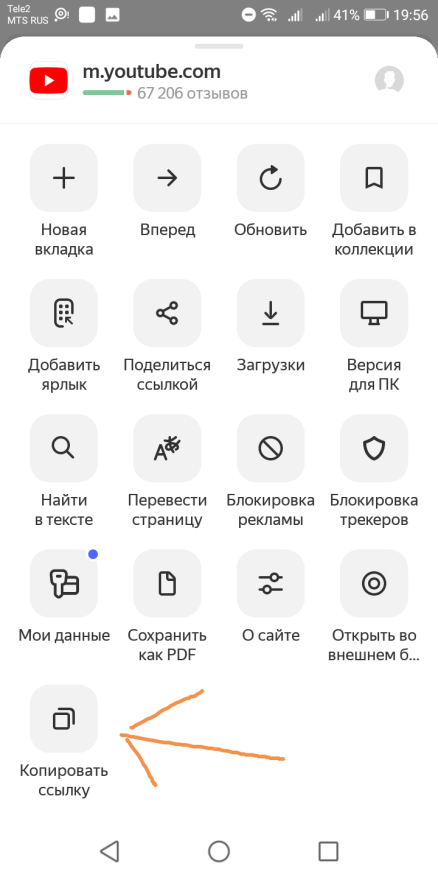 Tele2
MTS RUS
41%
19:56
m.youtube.com
67 206 отзывов
Новая
вкладка
Вперед
Обновить
Добавить в
коллекции
Добавить
ярлык
Поделиться
ссылкой
Загрузки
Версия
для ПК
Найти
в тексте
Перевести
страницу
Блокировка
рекламы
Блокировка
трекеров
Мои данные
Сохранить
как PDF
О сайте
Открыть во
внешнем б...
Копировать
ссылку